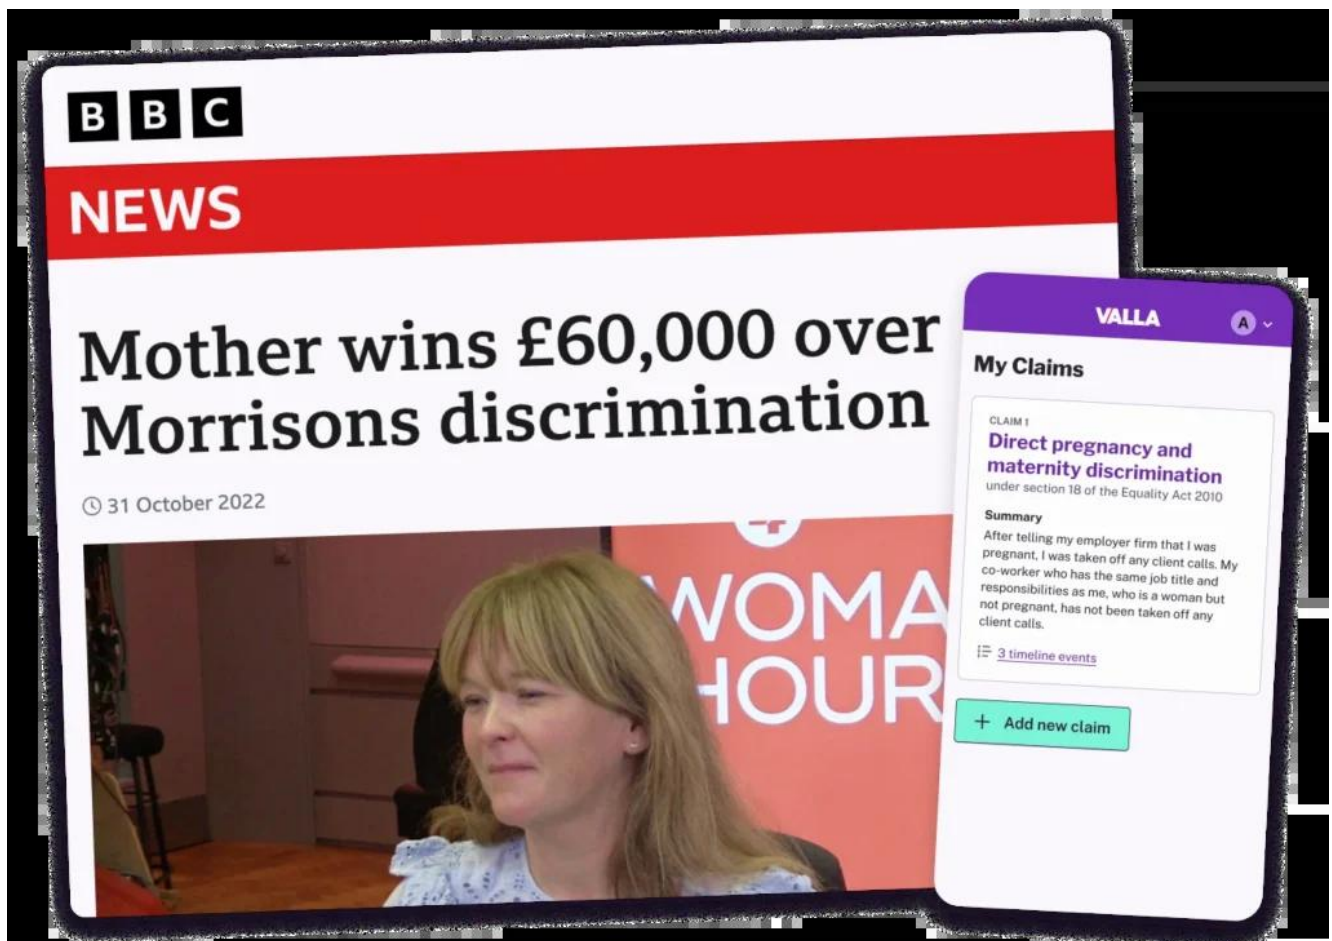 BBC
NEWS
Mother wins £60,000 over
Morrisons discrimination
31 October 2022
WOMA
HOUR
VALLA
A
My Claims
CLAIM 1
Direct pregnancy and
maternity discrimination
under section 18 of the Equality Act 2010
Summary
After telling my employer firm that I was
pregnant, I was taken off any client calls. My
co-worker who has the same job title and
responsibilities as me, who is a woman but
not pregnant, has not been taken off any
client calls.
3 timeline events
+ Add new claim